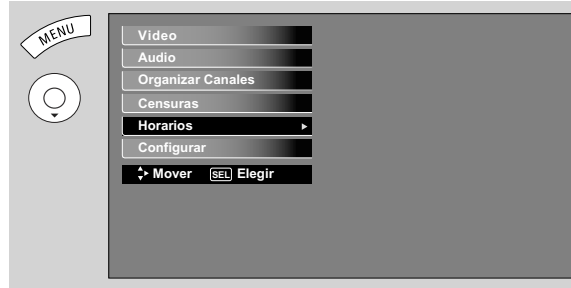 MENU
Video
Audio
Organizar Canales
Censuras
Horarios
Configurar
Mover SEL Elegir